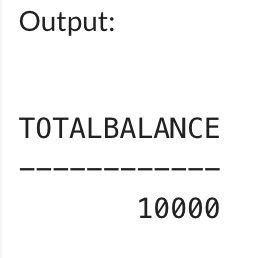 Output:
TOTALBALANCE
------------
10000